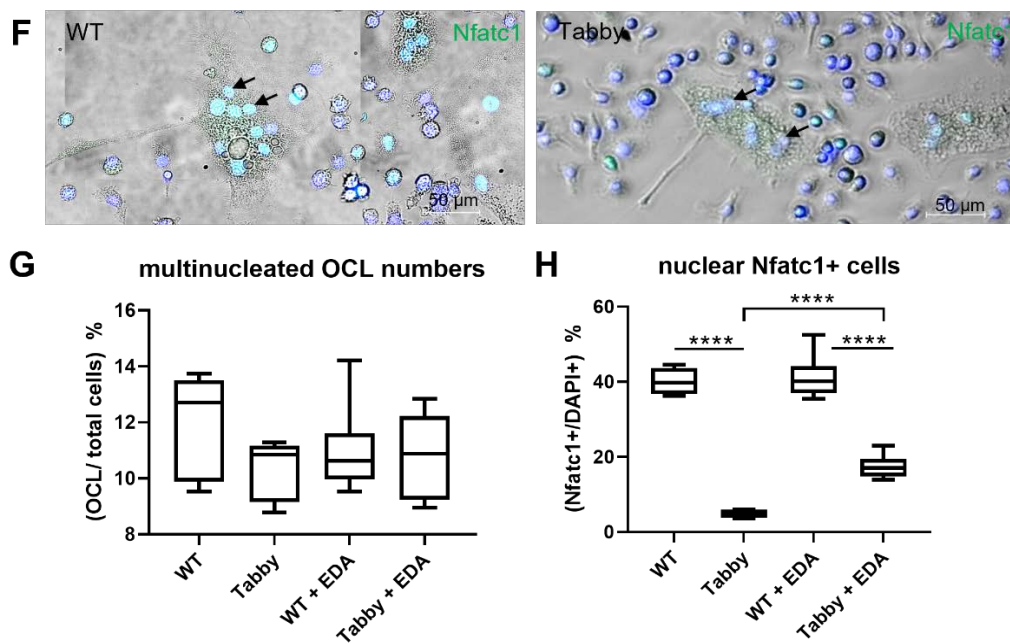 F
WT
Nfatc1
50 µm
Tabby
Nfatc
50 µm
G
multinucleated OCL numbers
(OCL/ total cells) %
16
14
12
10
8
WT
Tabby
WT + EDA
Tabby + EDA
H
nuclear Nfatc1+ cells
(Nfatc1+/DAPI+) %
60
40
20
0
****
****
****
WT
Tabby
WT + EDA
Tabby + EDA